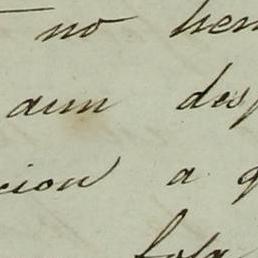 no hem
aun desp
cion a q